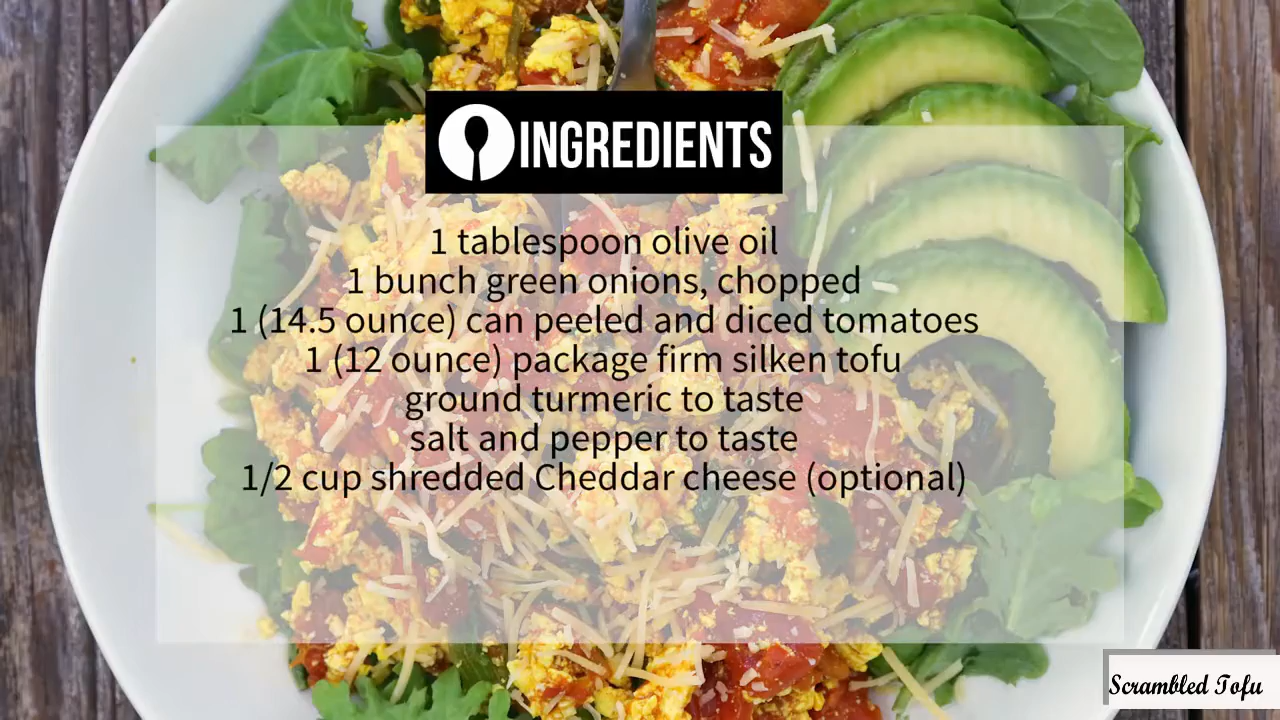 INGREDIENTS
1 tablespoon olive oil
1 bunch green onions, chopped
1 (14.5 ounce) can peeled and diced tomatoes
1 (12 ounce) package firm silken tofu
ground turmeric to taste
salt and pepper to taste
1/2 cup shredded Cheddar cheese (optional)
Scrambled Tofu